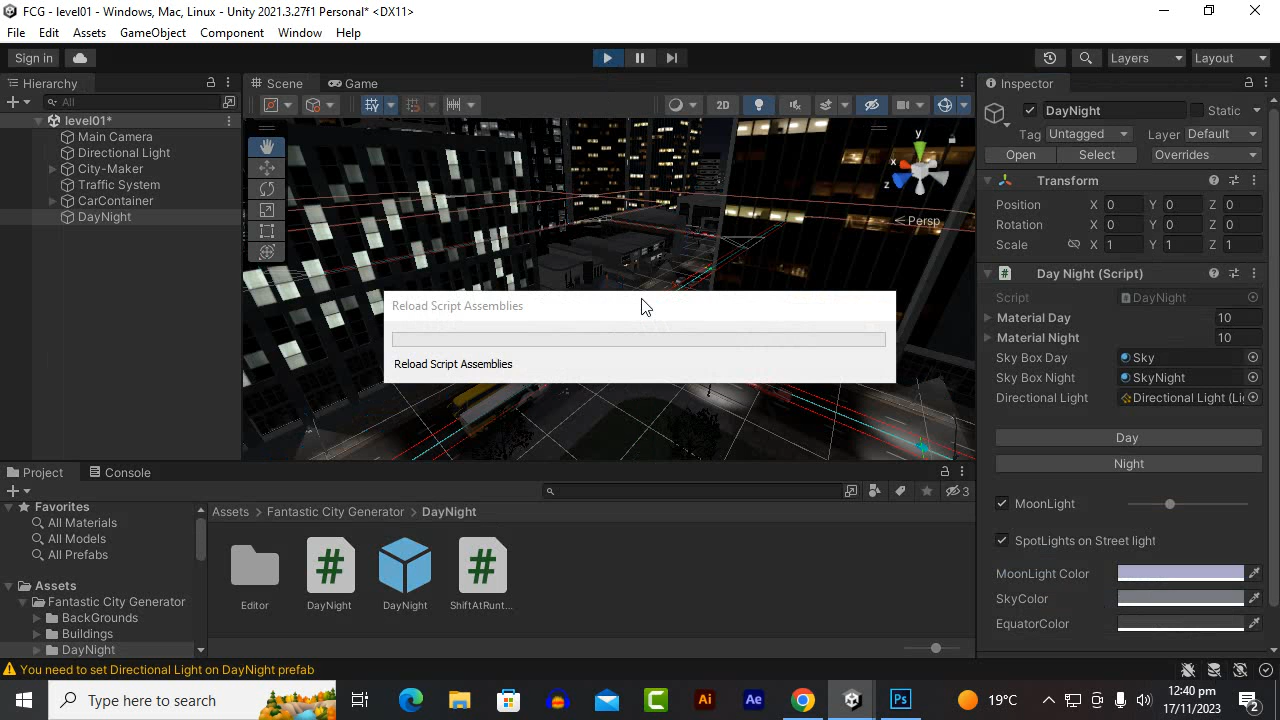 FCG - level01 - Windows, Mac, Linux - Unity 2021.3.27f1 Personal* <DX11>
File Edit Assets GameObject Component Window Help
Sign in Layers Layout
Hierarchy Scene Game Inspector
All 2D DayNight Static
level01* Tag Untagged Layer Default
Main Camera Open Select Overrides
Directional Light
City-Maker
Traffic System
CarContainer
DayNight
y
x
z
Persp
Transform
Position X 0 Y 0 Z 0
Rotation X 0 Y 0 Z 0
Scale X 1 Y 1 Z 1
Day Night (Script)
Script DayNight
Material Day 10
Material Night 10
Sky Box Day Sky
Sky Box Night SkyNight
Directional Light Directional Light (Li
Day
Night
MoonLight
SpotLights on Street light
MoonLight Color
SkyColor
EquatorColor
Reload Script Assemblies
Reload Script Assemblies
Project Console
3
Favorites
All Materials
All Models
All Prefabs
Assets
Fantastic City Generator
BackGrounds
Buildings
DayNight
Assets > Fantastic City Generator > DayNight
Editor DayNight DayNight ShiftAtRunt...
You need to set Directional Light on DayNight prefab
Type here to search Ai Ae Ps 19°C 12:40 pm
17/11/2023 2